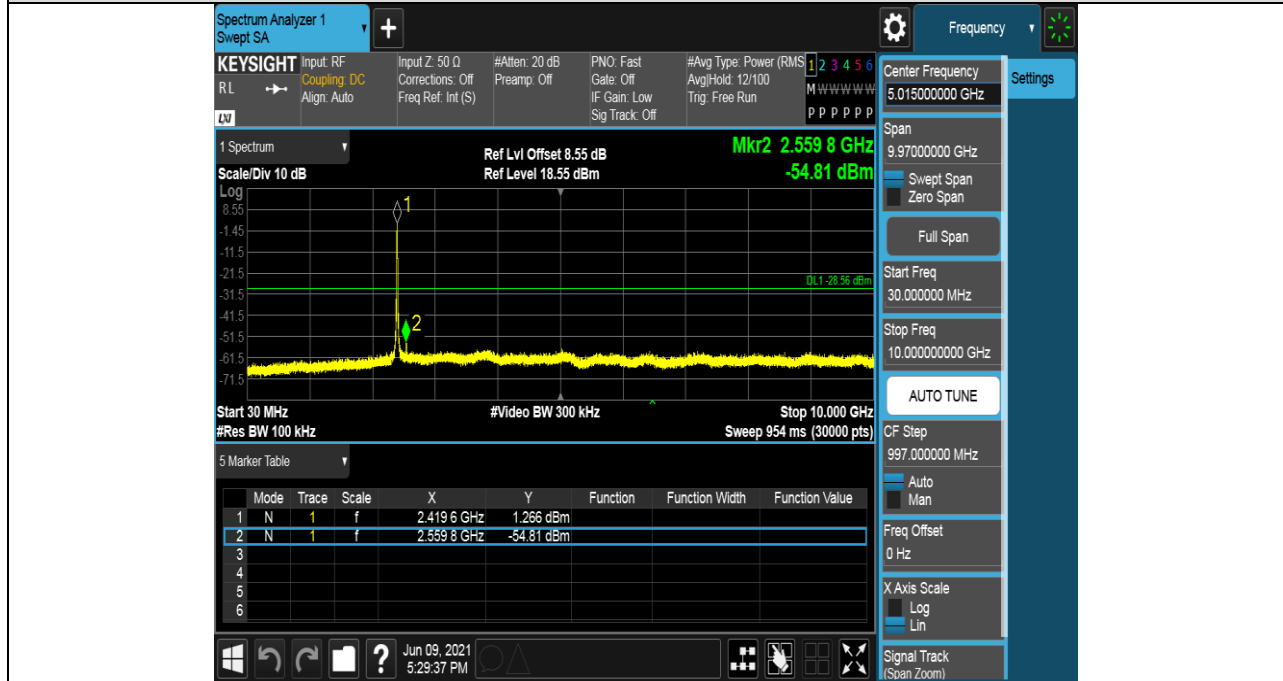 Spectrum Analyzer 1
Swept SA
+
Frequency
KEYSIGHT
RL
LXI
Input: RF
Coupling: DC
Align: Auto
Input Z: 50 Ω
Corrections: Off
Freq Ref: Int (S)
#Atten: 20 dB
Preamp: Off
PNO: Fast
Gate: Off
IF Gain: Low
Sig Track: Off
#Avg Type: Power (RMS
Avg|Hold: 12/100
Trig: Free Run
1 2 3 4 5 6
M W W W W W
P P P P P P
1 Spectrum
Scale/Div 10 dB
Ref Lvl Offset 8.55 dB
Ref Level 18.55 dBm
Mkr2 2.559 8 GHz
-54.81 dBm
Log
8.55
-1.45
-11.5
-21.5
-31.5
-41.5
-51.5
-61.5
-71.5
1
2
DL1 -28.56 dBm
Start 30 MHz
#Video BW 300 kHz
Stop 10.000 GHz
#Res BW 100 kHz
Sweep 954 ms (30000 pts)
5 Marker Table
Mode Trace Scale X Y Function Function Width Function Value
1 N 1 f 2.419 6 GHz 1.266 dBm
2 N 1 f 2.559 8 GHz -54.81 dBm
3
4
5
6
?
Jun 09, 2021
5:29:37 PM
Center Frequency
5.015000000 GHz
Span
9.97000000 GHz
Swept Span
Zero Span
Full Span
Start Freq
30.000000 MHz
Stop Freq
10.000000000 GHz
AUTO TUNE
CF Step
997.000000 MHz
Auto
Man
Freq Offset
0 Hz
X Axis Scale
Log
Lin
Signal Track
(Span Zoom)
Settings